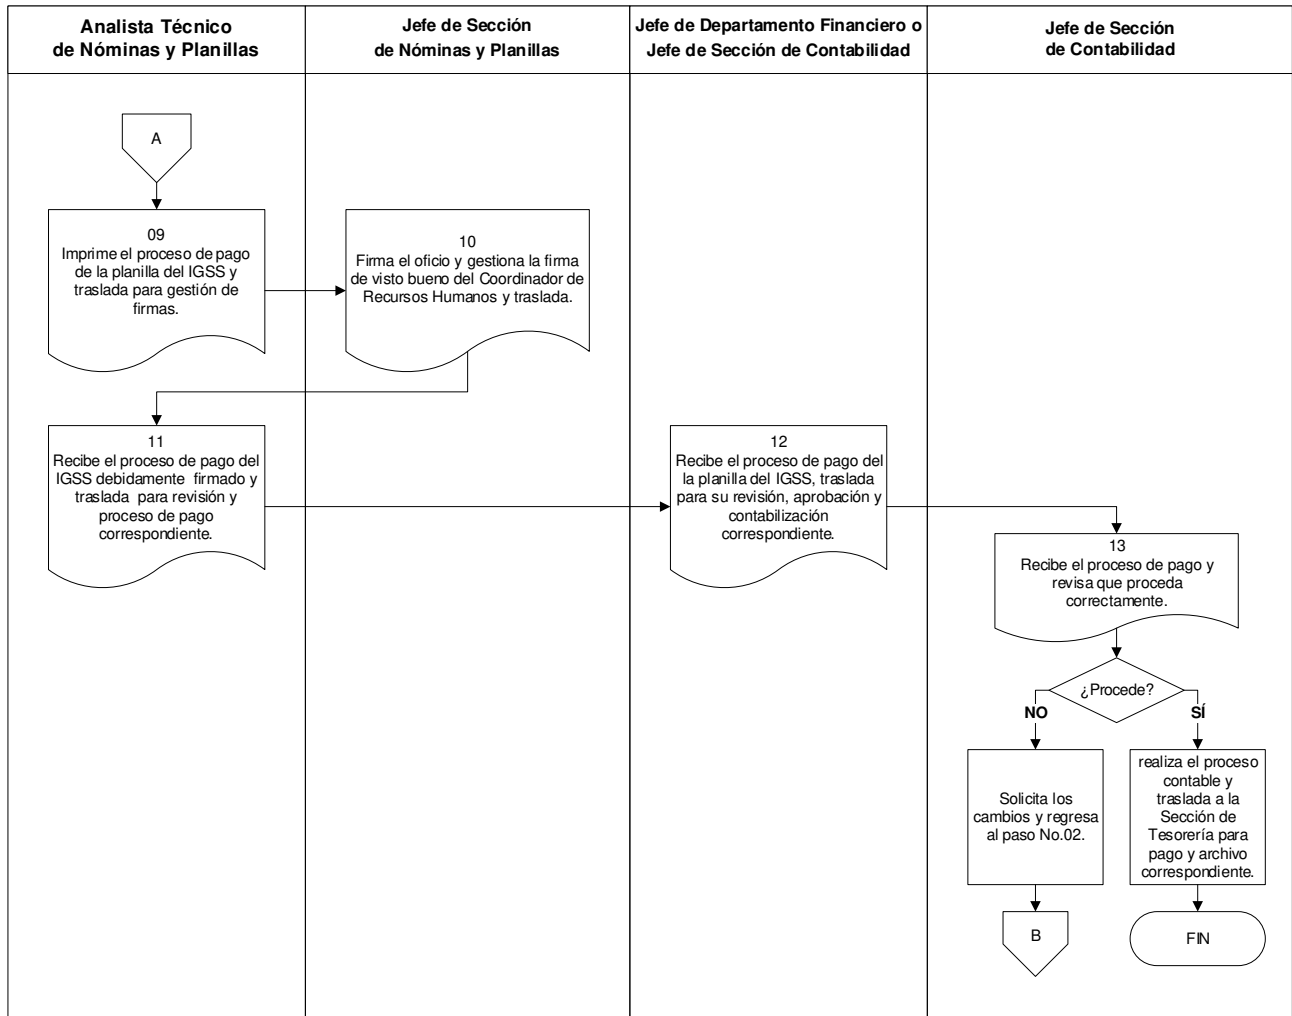 Analista Técnico
de Nóminas y Planillas
Jefe de Sección
de Nóminas y Planillas
Jefe de Departamento Financiero o
Jefe de Sección de Contabilidad
Jefe de Sección
de Contabilidad
A
09
Imprime el proceso de pago
de la planilla del IGSS y
traslada para gestión de
firmas.
10
Firma el oficio y gestiona la firma
de visto bueno del Coordinador de
Recursos Humanos y traslada.
11
Recibe el proceso de pago del
IGSS debidamente firmado y
traslada para revisión y
proceso de pago
correspondiente.
12
Recibe el proceso de pago del
la planilla del IGSS, traslada
para su revisión, aprobación y
contabilización
correspondiente.
13
Recibe el proceso de pago y
revisa que proceda
correctamente.
¿Procede?
NO
SÍ
Solicita los
cambios y regresa
al paso No.02.
realiza el proceso
contable y
traslada a la
Sección de
Tesorería para
pago y archivo
correspondiente.
B
FIN